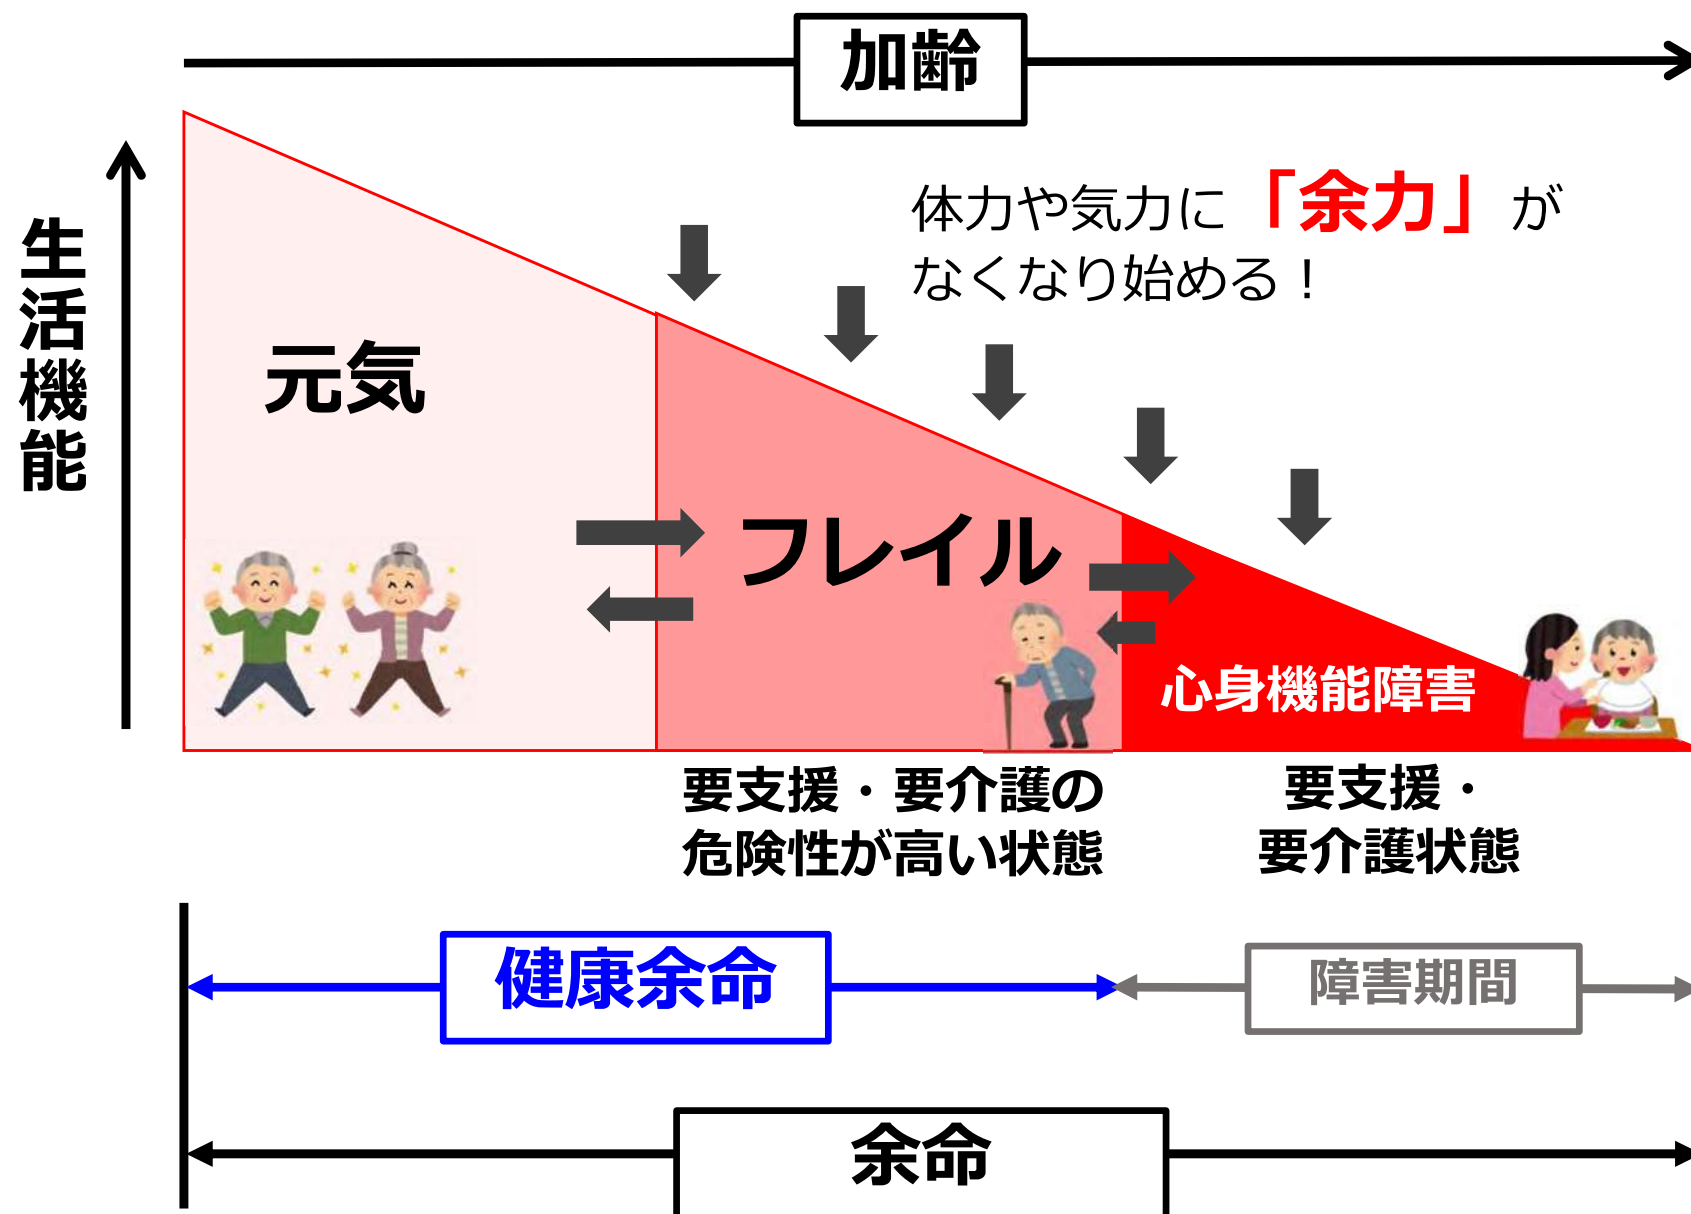 加齢
体力や気力に「余力」が
なくなり始める！
生活機能
元気
フレイル
心身機能障害
要支援・要介護の
危険性が高い状態
要支援・
要介護状態
健康余命
障害期間
余命